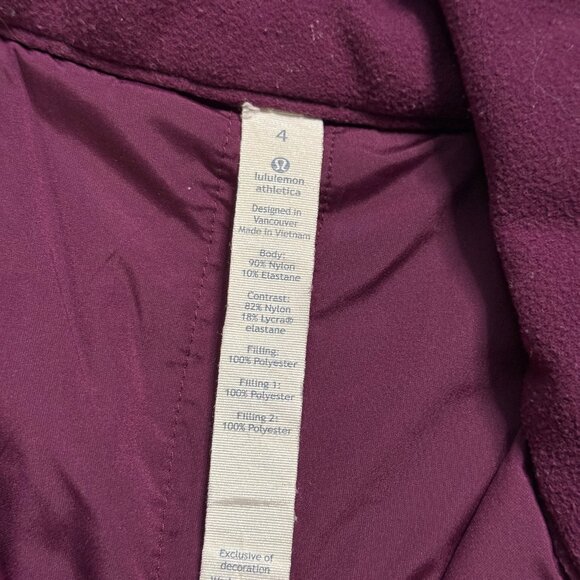 4
lululemon
athletica
Designed in
Vancouver
Made in Vietnam
Body:
90% Nylon
10% Elastane
Contrast:
82% Nylon
18% Lycra®
elastane
Filling:
100% Polyester
Filling 1:
100% Polyester
Filling 2:
100% Polyester
Exclusive of
decoration